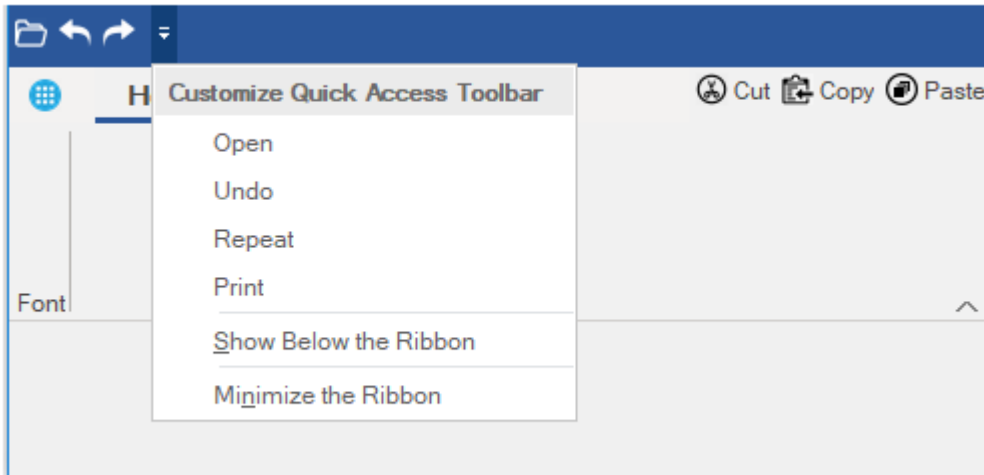 H
Customize Quick Access Toolbar
Cut Copy Paste
Open
Undo
Repeat
Print
Font
Show Below the Ribbon
Minimize the Ribbon